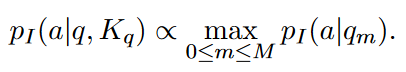 p_I(a|q, K_q) ∝ max_{0≤m≤M} p_I(a|q_m).